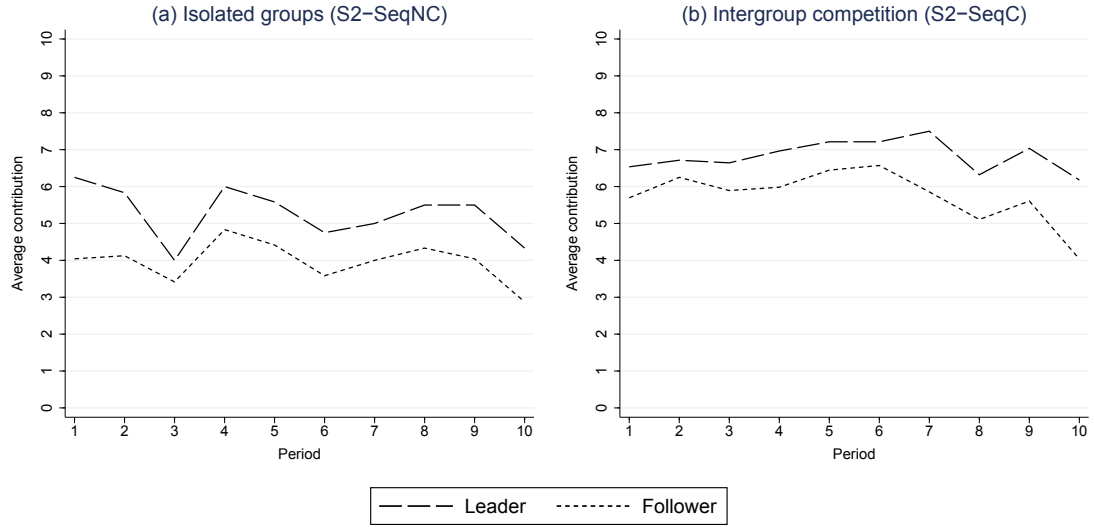 (a) Isolated groups (S2−SeqNC)
Average contribution
10
9
8
7
6
5
4
3
2
1
0
1 2 3 4 5 6 7 8 9 10
Period
(b) Intergroup competition (S2−SeqC)
Average contribution
10
9
8
7
6
5
4
3
2
1
0
1 2 3 4 5 6 7 8 9 10
Period
Leader Follower